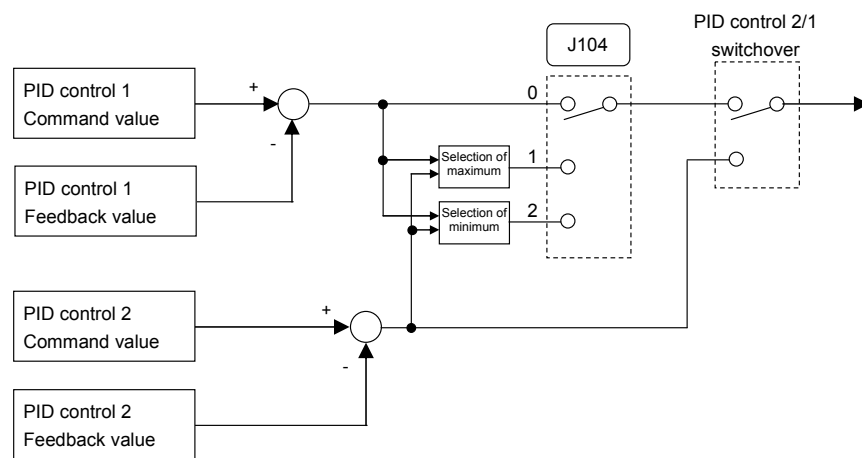 J104
PID control 2/1
switchover
PID control 1
Command value
+
-
PID control 1
Feedback value
0
Selection of
maximum
1
Selection of
minimum
2
PID control 2
Command value
+
-
PID control 2
Feedback value